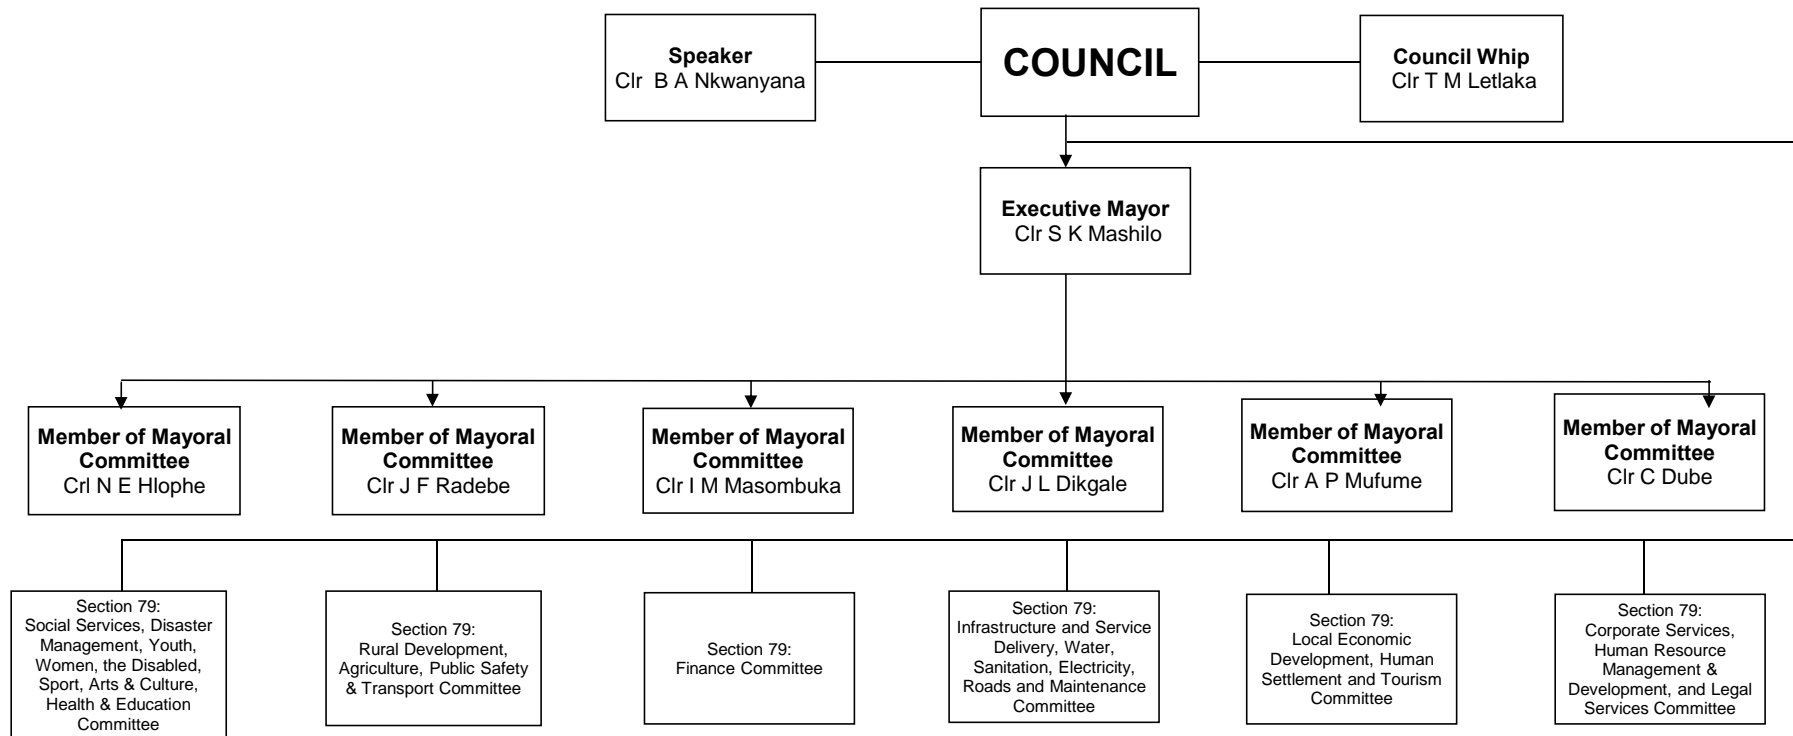 Speaker
Clr B A Nkwanyana
COUNCIL
Council Whip
Clr T M Letlaka
Executive Mayor
Clr S K Mashilo
Member of Mayoral
Committee
Crl N E Hlophe
Member of Mayoral
Committee
Clr J F Radebe
Member of Mayoral
Committee
Clr I M Masombuka
Member of Mayoral
Committee
Clr J L Dikgale
Member of Mayoral
Committee
Clr A P Mufume
Member of Mayoral
Committee
Clr C Dube
Section 79:
Social Services, Disaster
Management, Youth,
Women, the Disabled,
Sport, Arts & Culture,
Health & Education
Committee
Section 79:
Rural Development,
Agriculture, Public Safety
& Transport Committee
Section 79:
Finance Committee
Section 79:
Infrastructure and Service
Delivery, Water,
Sanitation, Electricity,
Roads and Maintenance
Committee
Section 79:
Local Economic
Development, Human
Settlement and Tourism
Committee
Section 79:
Corporate Services,
Human Resource
Management &
Development, and Legal
Services Committee